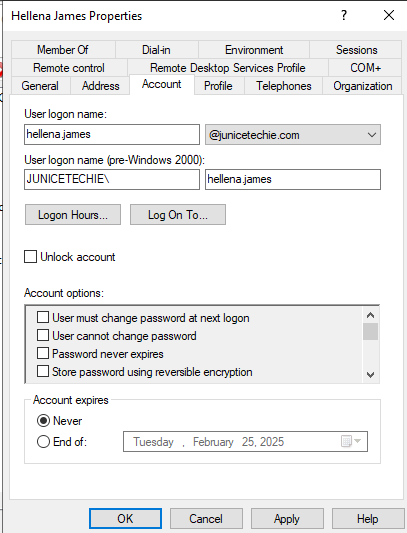 Hellena James Properties ? ×
Member Of Dial-in Environment Sessions
Remote control Remote Desktop Services Profile COM+
General Address Account Profile Telephones Organization
User logon name:
hellena.james @junicetechie.com
User logon name (pre-Windows 2000):
JUNICETECHIE\ hellena.james
Logon Hours... Log On To...
Unlock account
Account options:
User must change password at next logon
User cannot change password
Password never expires
Store password using reversible encryption
Account expires
Never
End of: Tuesday , February 25, 2025
OK Cancel Apply Help